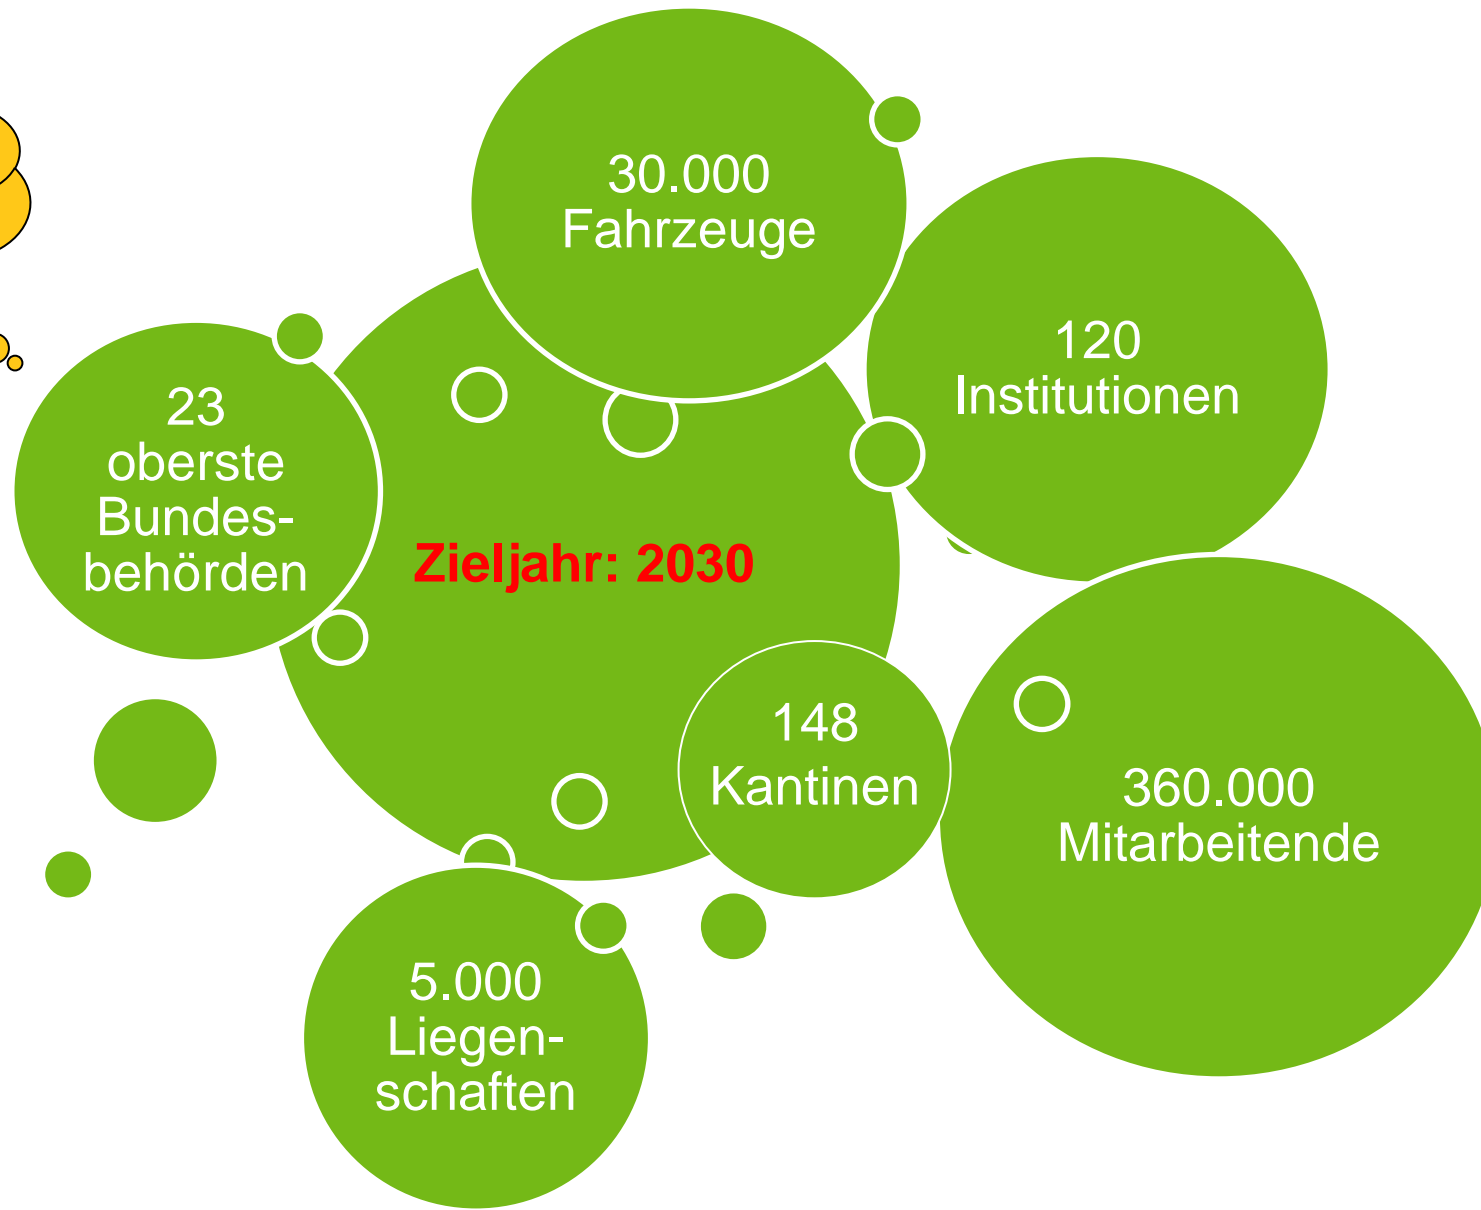 30.000
Fahrzeuge
120
Institutionen
23
oberste
Bundes-
behörden
Zieljahr: 2030
148
Kantinen
360.000
Mitarbeitende
5.000
Liegen-
schaften